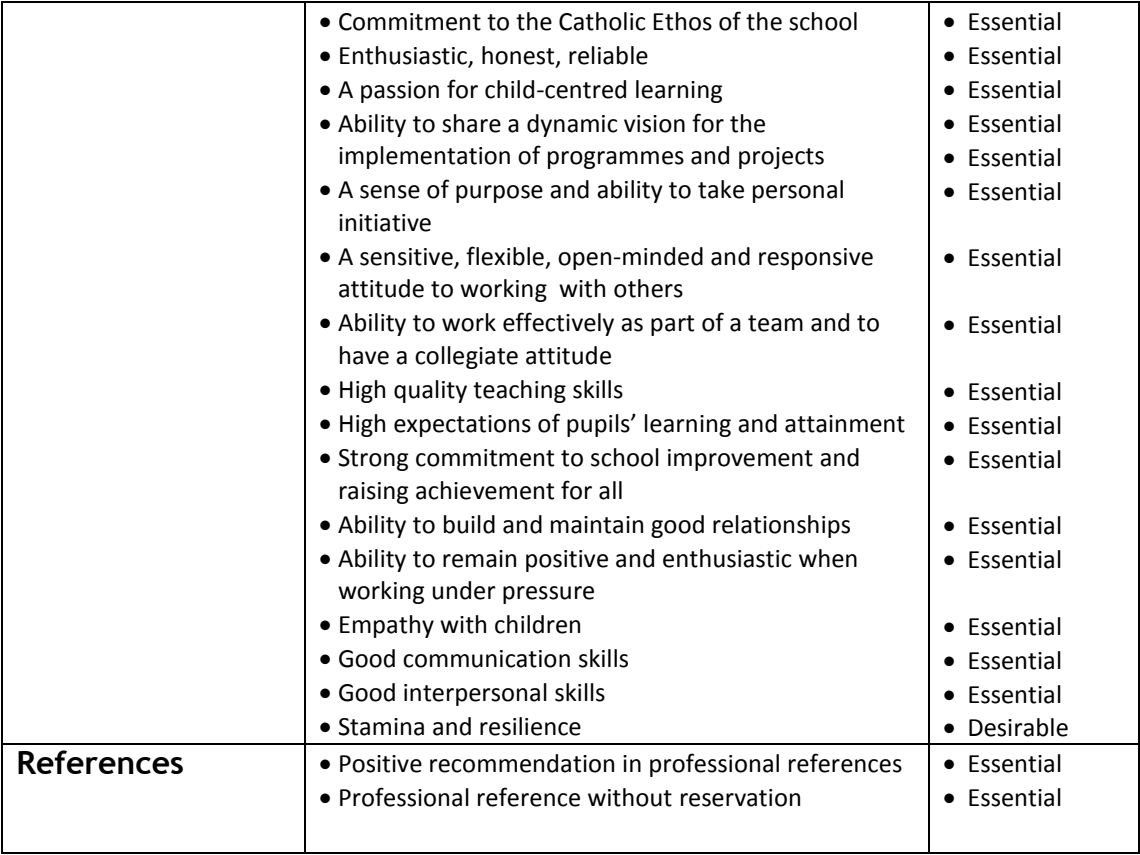 • Commitment to the Catholic Ethos of the school • Essential
• Enthusiastic, honest, reliable • Essential
• A passion for child-centred learning • Essential
• Ability to share a dynamic vision for the • Essential
implementation of programmes and projects • Essential
• A sense of purpose and ability to take personal • Essential
initiative
• A sensitive, flexible, open-minded and responsive • Essential
attitude to working  with others
• Ability to work effectively as part of a team and to • Essential
have a collegiate attitude
• High quality teaching skills • Essential
• High expectations of pupils’ learning and attainment • Essential
• Strong commitment to school improvement and • Essential
raising achievement for all
• Ability to build and maintain good relationships • Essential
• Ability to remain positive and enthusiastic when • Essential
working under pressure
• Empathy with children • Essential
• Good communication skills • Essential
• Good interpersonal skills • Essential
• Stamina and resilience • Desirable
References • Positive recommendation in professional references • Essential
• Professional reference without reservation • Essential